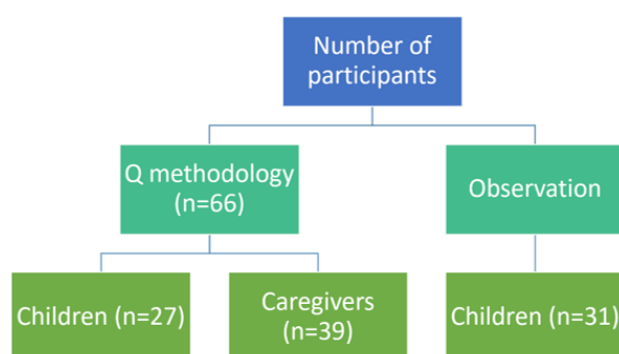 Number of
participants
Q methodology
(n=66)
Observation
Children (n=27)
Caregivers
(n=39)
Children (n=31)